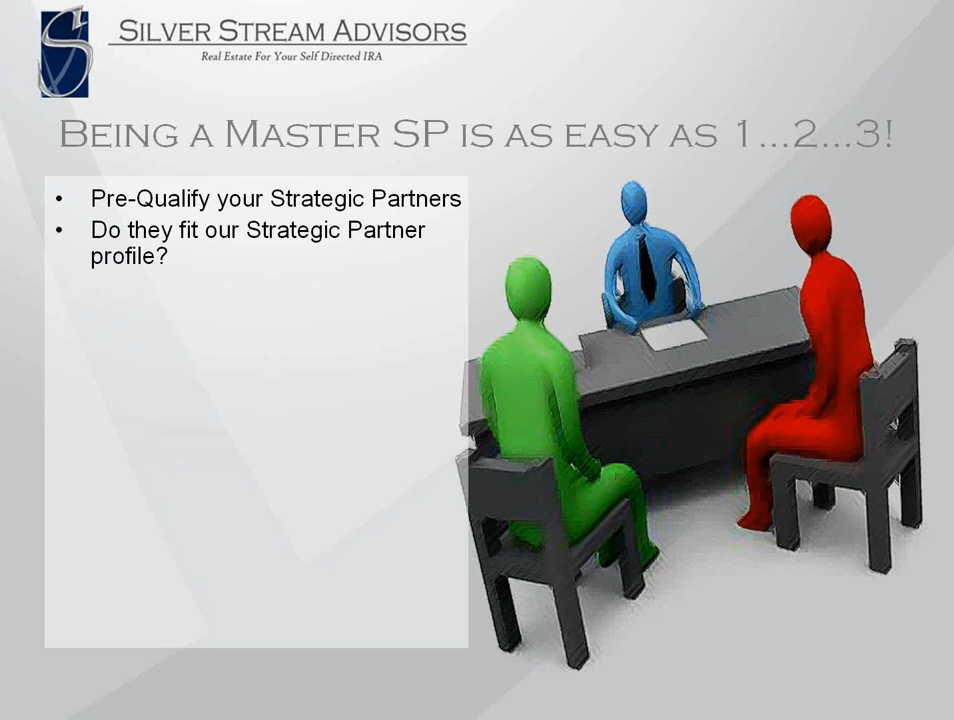 SILVER STREAM ADVISORS
Real Estate For Your Self Directed IRA
BEING A MASTER SP IS AS EASY AS 1...2...3!
• Pre-Qualify your Strategic Partners
• Do they fit our Strategic Partner
profile?